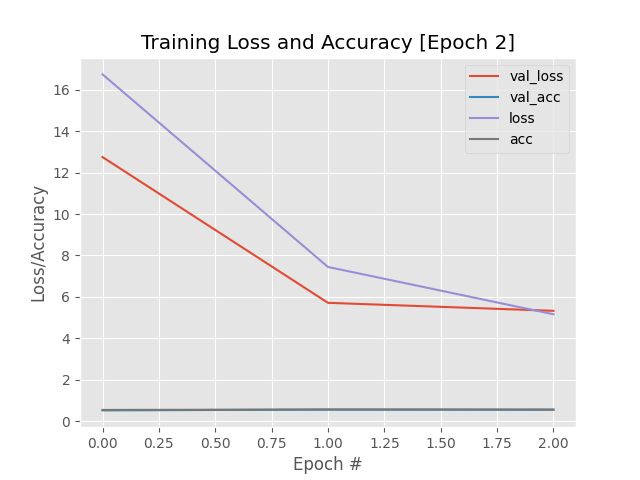 Training Loss and Accuracy [Epoch 2]
val_loss
val_acc
loss
acc
Loss/Accuracy
16
14
12
10
8
6
4
2
0
0.00 0.25 0.50 0.75 1.00 1.25 1.50 1.75 2.00
Epoch #